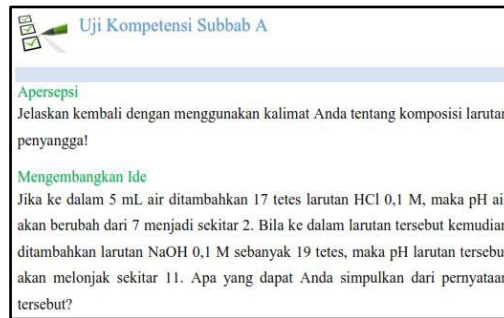 Uji Kompetensi Subbab A
Apersepsi
Jelaskan kembali dengan menggunakan kalimat Anda tentang komposisi larutan
penyangga!
Mengembangkan Ide
Jika ke dalam 5 mL air ditambahkan 17 tetes larutan HCl 0,1 M, maka pH ai
akan berubah dari 7 menjadi sekitar 2. Bila ke dalam larutan tersebut kemudian
ditambahkan larutan NaOH 0,1 M sebanyak 19 tetes, maka pH larutan tersebu
akan melonjak sekitar 11. Apa yang dapat Anda simpulkan dari pernyataan
tersebut?